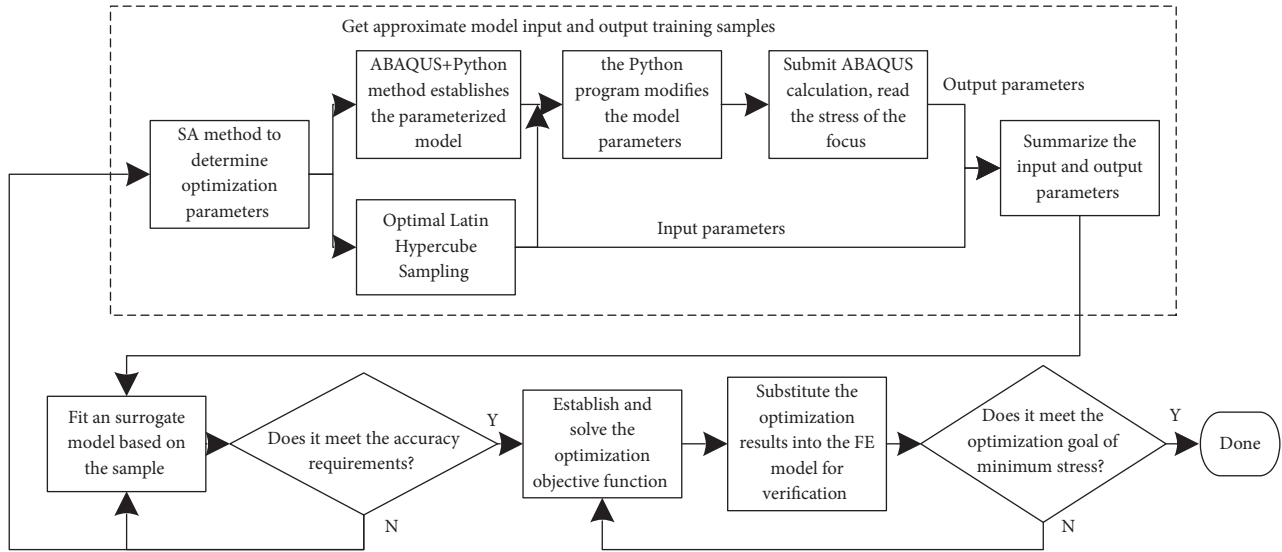 Get approximate model input and output training samples
SA method to
determine
optimization
parameters
ABAQUS+Python
method establishes
the parameterized
model
Optimal Latin
Hypercube
Sampling
the Python
program modifies
the model
parameters
Submit ABAQUS
calculation, read
the stress of the
focus
Output parameters
Input parameters
Summarize the
input and output
parameters
Fit an surrogate
model based on
the sample
Does it meet the accuracy
requirements?
Y
N
Establish and
solve the
optimization
objective function
Substitute the
optimization
results into the FE
model for
verification
Does it meet the
optimization goal of
minimum stress?
Y
N
Done